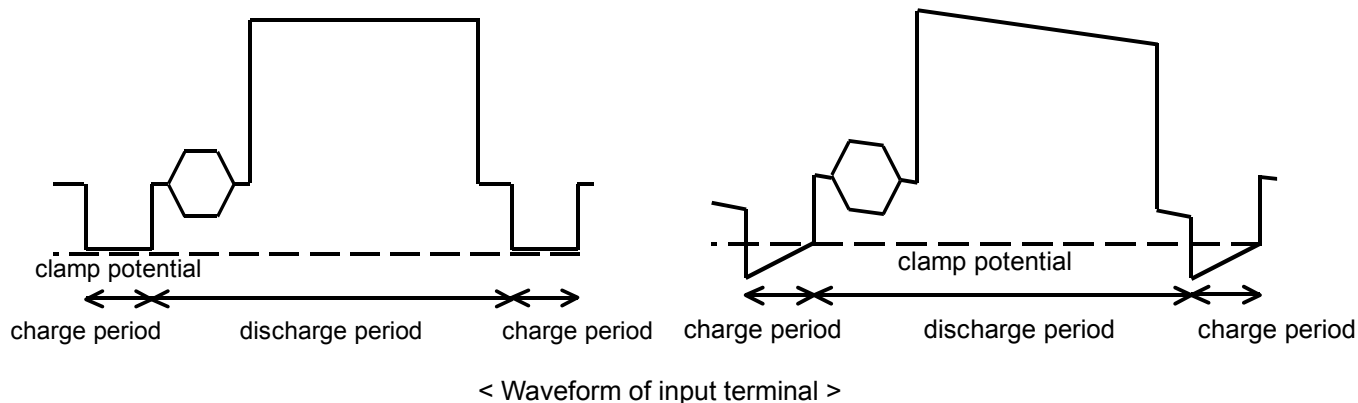 clamp potential
charge period
discharge period
charge period
clamp potential
charge period
discharge period
charge period
< Waveform of input terminal >